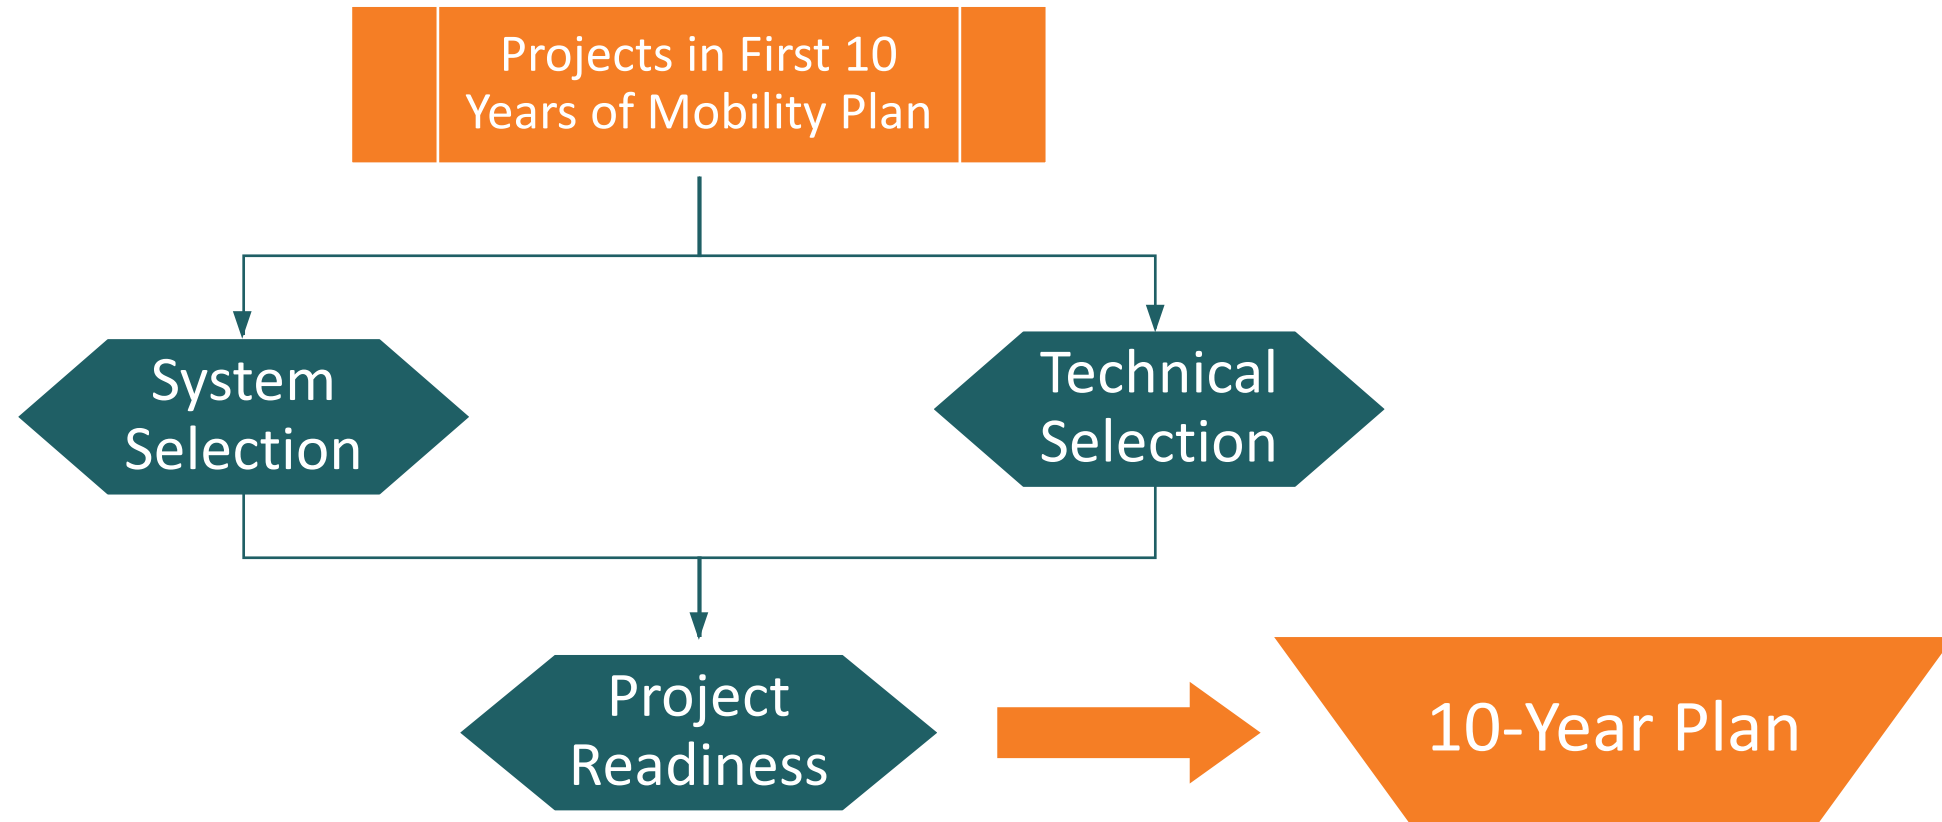 Projects in First 10
Years of Mobility Plan
System
Selection
Technical
Selection
Project
Readiness
10-Year Plan